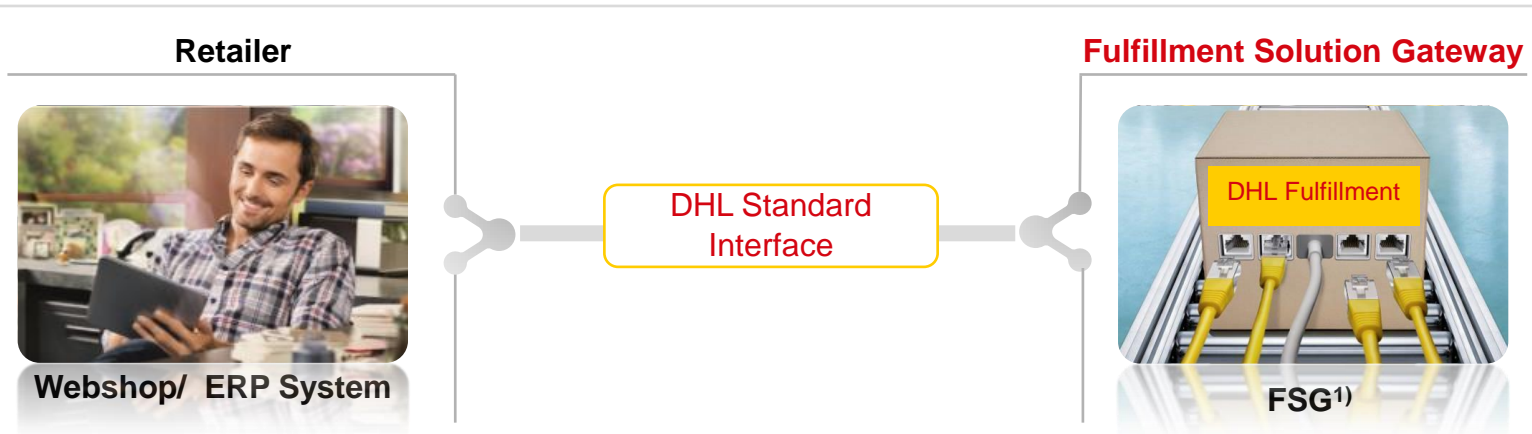 Retailer
Fulfillment Solution Gateway
DHL Standard
Interface
DHL Fulfillment
Webshop/ ERP System
FSG1)